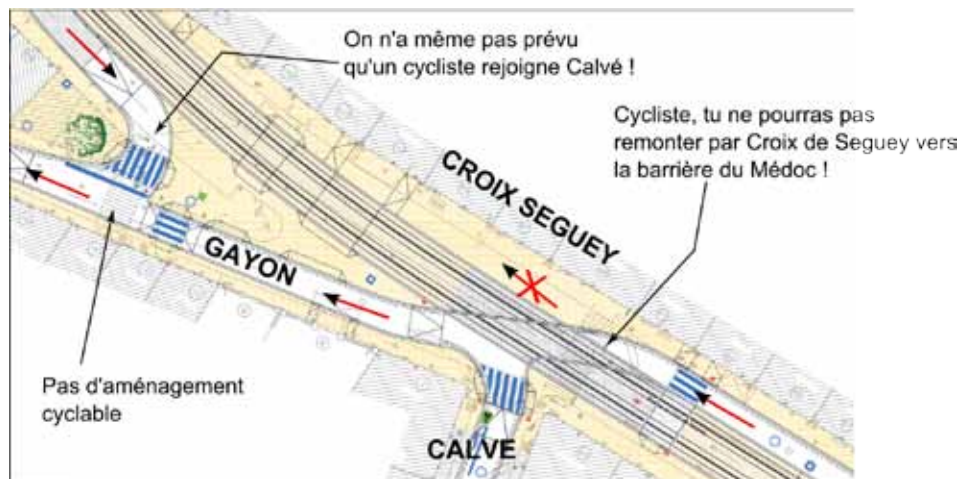 On n'a même pas prévu
qu'un cycliste rejoigne Calvé !
Cycliste, tu ne pourras pas
remonter par Croix de Seguey vers
la barrière du Médoc !
CROIX SEGUEY
GAYON
Pas d'aménagement
cyclable
CALVE